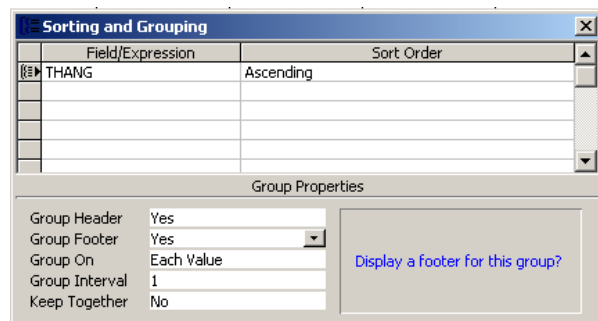 Sorting and Grouping
Field/Expression Sort Order
THANG Ascending
Group Properties
Group Header Yes
Group Footer Yes
Group On Each Value
Group Interval 1
Keep Together No
Display a footer for this group?